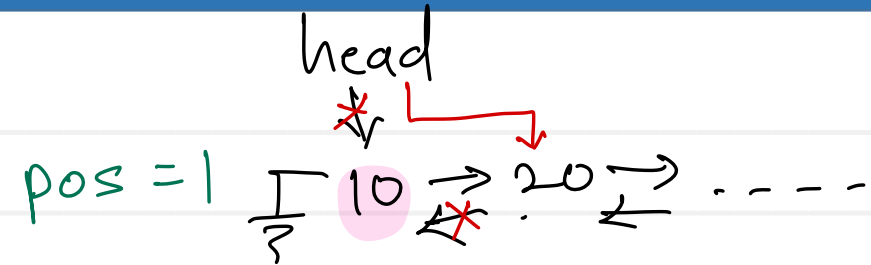 head
pos = 1 10 → 20 → . - - - -